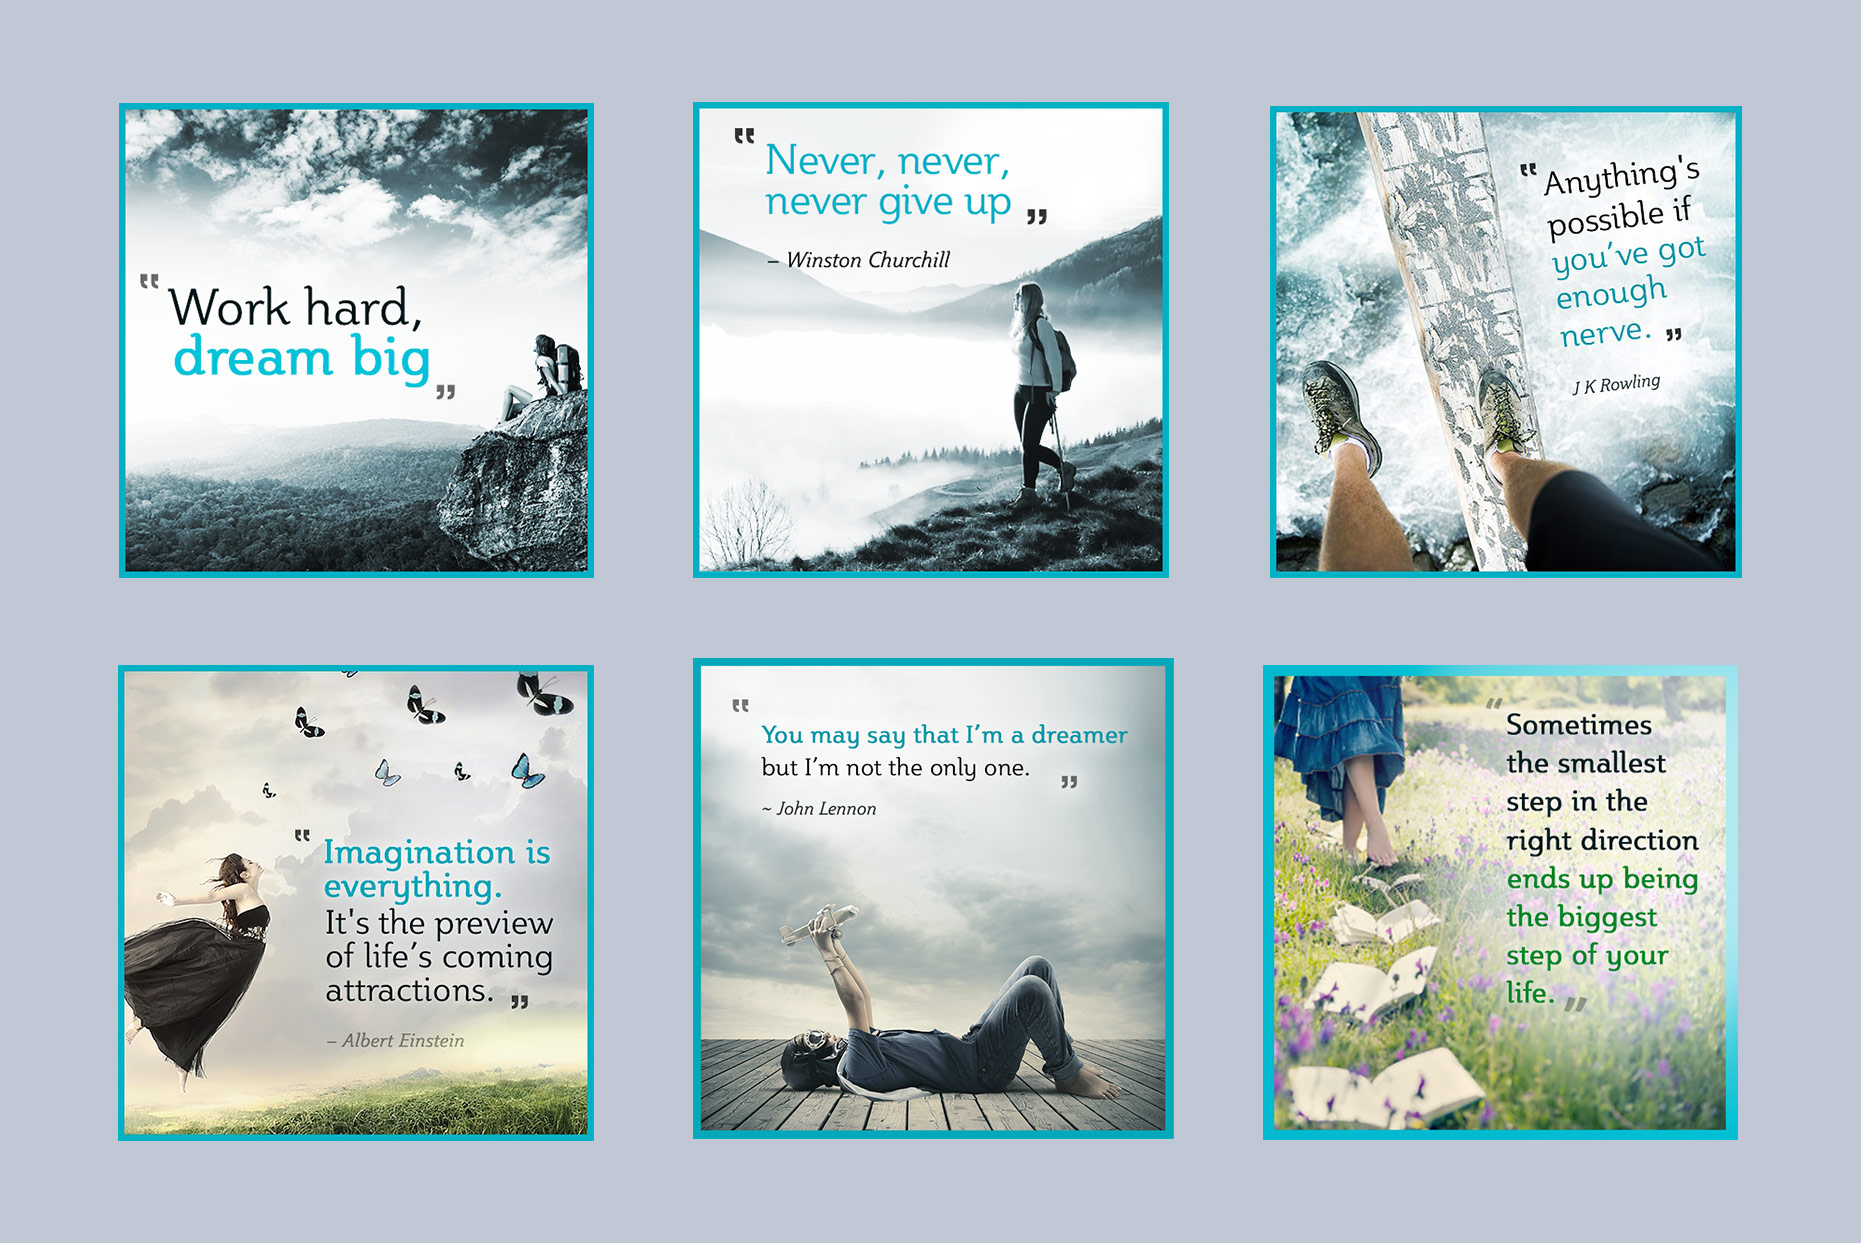 “Work hard,
dream big”
“Never, never,
never give up”
– Winston Churchill
“Anything's
possible if
you’ve got
enough
nerve.”
J K Rowling
“Imagination is
everything.
It's the preview
of life’s coming
attractions.”
– Albert Einstein
“You may say that I’m a dreamer
but I’m not the only one.”
~ John Lennon
“Sometimes
the smallest
step in the
right direction
ends up being
the biggest
step of your
life.”